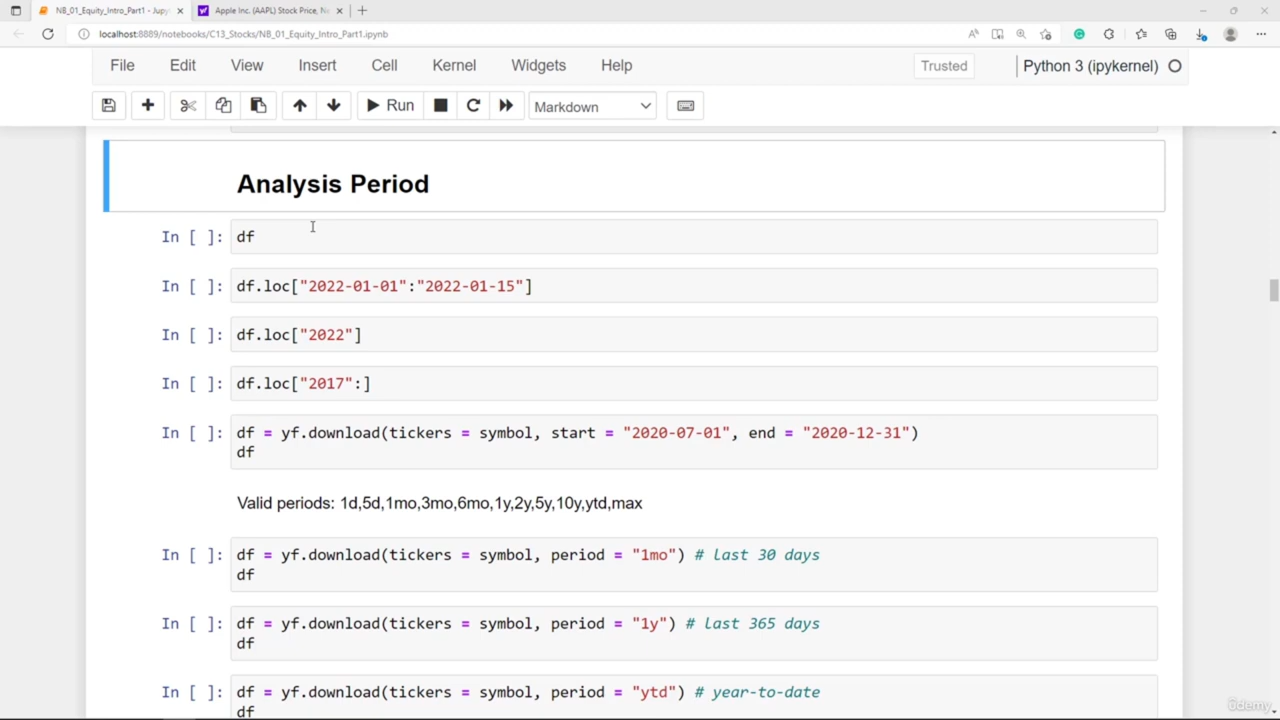 NB_01_Equity_Intro_Part1 - Jupy
Apple Inc. (AAPL) Stock Price, Ne
localhost:8889/notebooks/C13_Stocks/NB_01_Equity_Intro_Part1.ipynb
File Edit View Insert Cell Kernel Widgets Help Trusted Python 3 (ipykernel)
Run Markdown
Analysis Period
In [ ]: df
In [ ]: df.loc["2022-01-01":"2022-01-15"]
In [ ]: df.loc["2022"]
In [ ]: df.loc["2017":]
In [ ]: df = yf.download(tickers = symbol, start = "2020-07-01", end = "2020-12-31")
df
Valid periods: 1d,5d,1mo,3mo,6mo,1y,2y,5y,10y,ytd,max
In [ ]: df = yf.download(tickers = symbol, period = "1mo") # last 30 days
df
In [ ]: df = yf.download(tickers = symbol, period = "1y") # last 365 days
df
In [ ]: df = yf.download(tickers = symbol, period = "ytd") # year-to-date
df
ûdemy